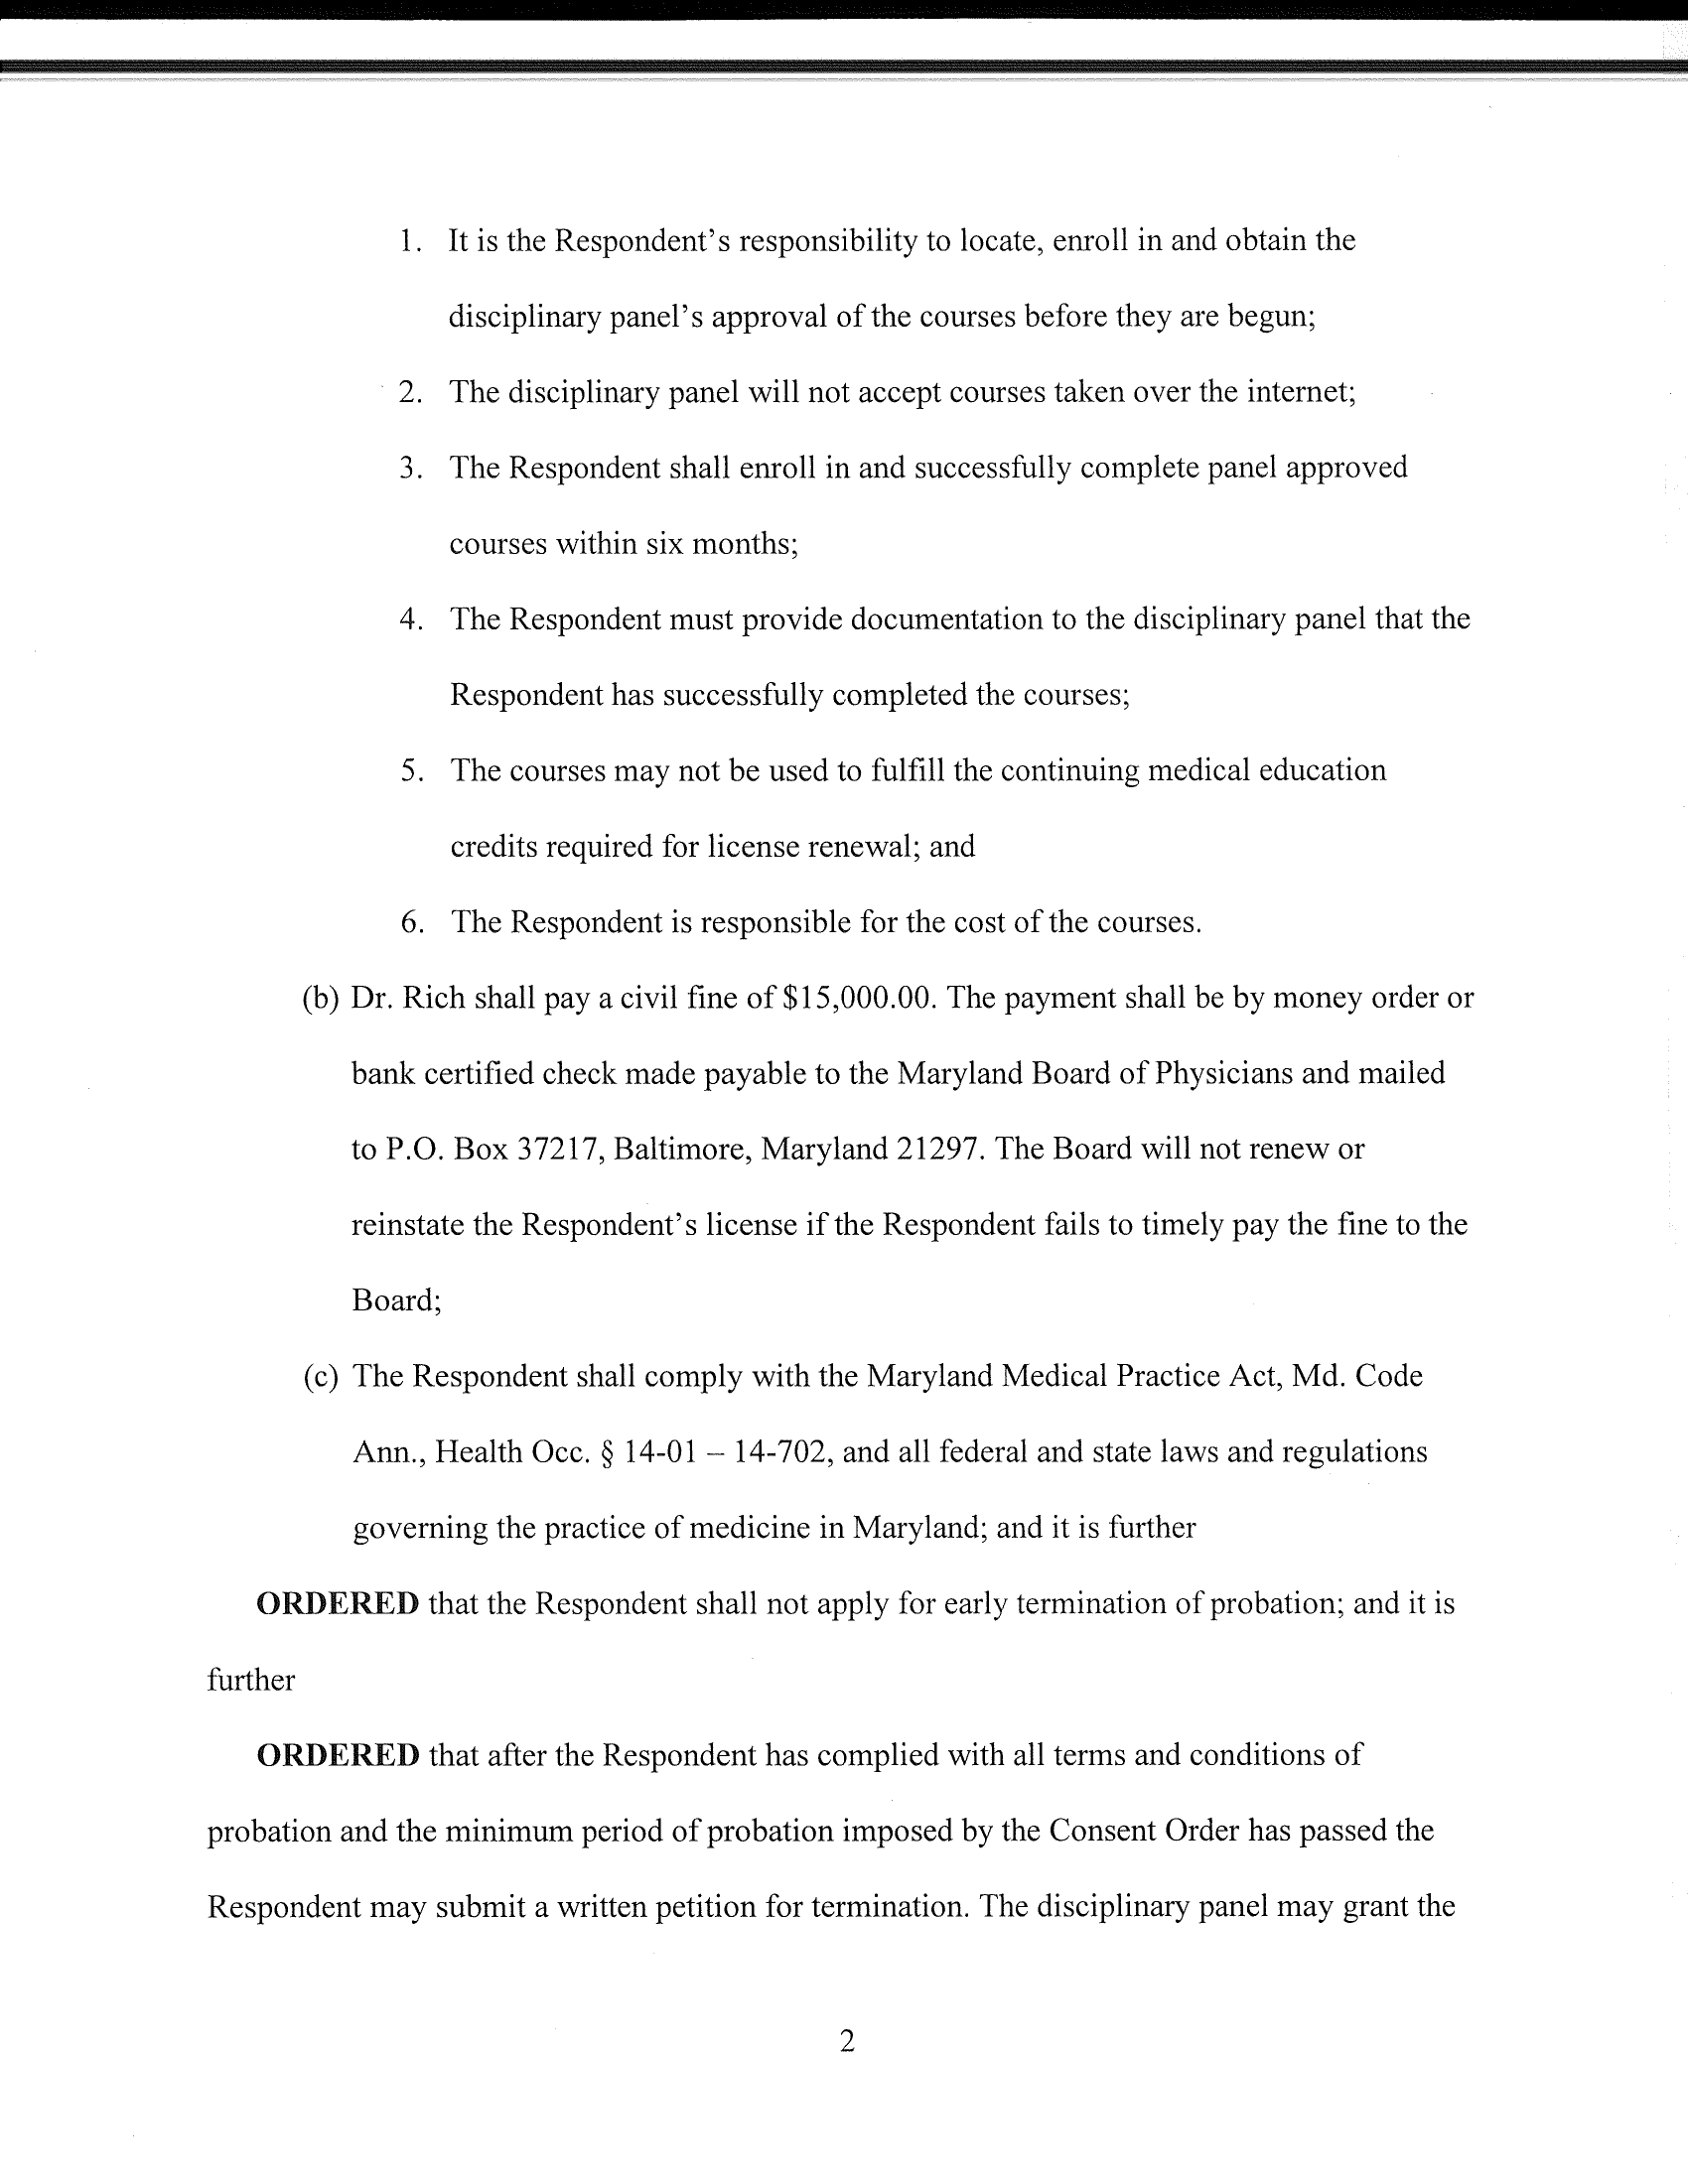 1. It is the Respondent's responsibility to locate, enroll in and obtain the
disciplinary panel's approval of the courses before they are begun;
2. The disciplinary panel will not accept courses taken over the internet;
3. The Respondent shall enroll in and successfully complete panel approved
courses within six months;
4. The Respondent must provide documentation to the disciplinary panel that the
Respondent has successfully completed the courses;
5. The courses may not be used to fulfill the continuing medical education
credits required for license renewal; and
6. The Respondent is responsible for the cost of the courses.
(b) Dr. Rich shall pay a civil fine of $15,000.00. The payment shall be by money order or
bank certified check made payable to the Maryland Board of Physicians and mailed
to P.O. Box 37217, Baltimore, Maryland 21297. The Board will not renew or
reinstate the Respondent's license if the Respondent fails to timely pay the fine to the
Board;
(c) The Respondent shall comply with the Maryland Medical Practice Act, Md. Code
Ann., Health Occ. § 14-01 – 14-702, and all federal and state laws and regulations
governing the practice of medicine in Maryland; and it is further
ORDERED that the Respondent shall not apply for early termination of probation; and it is
further
ORDERED that after the Respondent has complied with all terms and conditions of
probation and the minimum period of probation imposed by the Consent Order has passed the
Respondent may submit a written petition for termination. The disciplinary panel may grant the
2